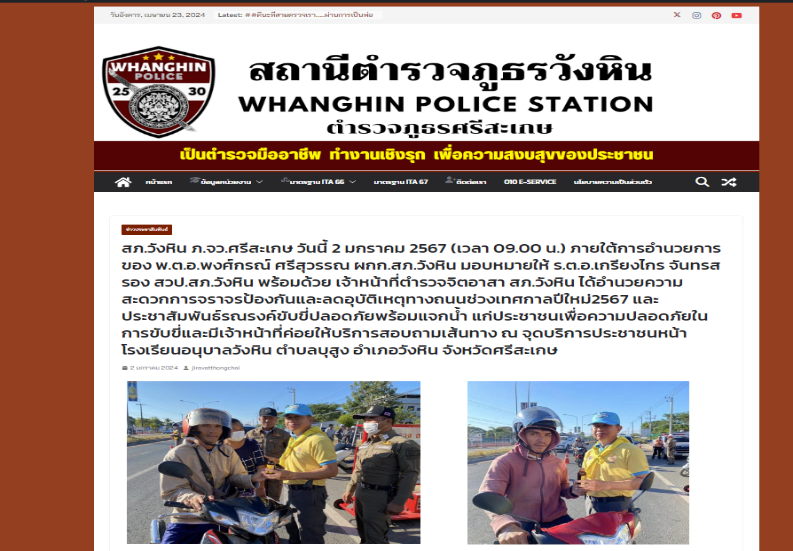 วันอังคาร, เมษายน 23, 2024 Latest:
WHANGHIN
POLICE
25 30
สถานีตำรวจภูธรวังหิน
WHANGHIN POLICE STATION
ตำรวจภูธรศรีสะเกษ
เป็นตำรวจมืออาชีพ ทำงานเชิงรุก เพื่อความสงบสุขของประชาชน
หน้าแรก ข้อมูลหน่วยงาน มาตรฐาน ITA 66 มาตรฐาน ITA 67 ติดต่อเรา O10 E-SERVICE นโยบายความเป็นส่วนตัว
ข่าวประชาสัมพันธ์
สภ.วังหิน ภ.จว.ศรีสะเกษ วันนี้ 2 มกราคม 2567 (เวลา 09.00 น.) ภายใต้การอำนวยการ
ของ พ.ต.อ.พงศ์กรณ์ ศรีสุวรรณ ผกก.สภ.วังหิน มอบหมายให้ ร.ต.อ.เกรียงไกร จันทรส
รอง สวป.สภ.วังหิน พร้อมด้วย เจ้าหน้าที่ตำรวจจิตอาสา สภ.วังหิน ได้อำนวยความ
สะดวกการจราจรป้องกันและลดอุบัติเหตุทางถนนช่วงเทศกาลปีใหม่2567 และ
ประชาสัมพันธ์รณรงค์ขับขี่ปลอดภัยพร้อมแจกน้ำ แก่ประชาชนเพื่อความปลอดภัยใน
การขับขี่และมีเจ้าหน้าที่ค่อยให้บริการสอบถามเส้นทาง ณ จุดบริการประชาชนหน้า
โรงเรียนอนุบาลวังหิน ตำบลบุสูง อำเภอวังหิน จังหวัดศรีสะเกษ
2 มกราคม 2024 jiravatthongchai